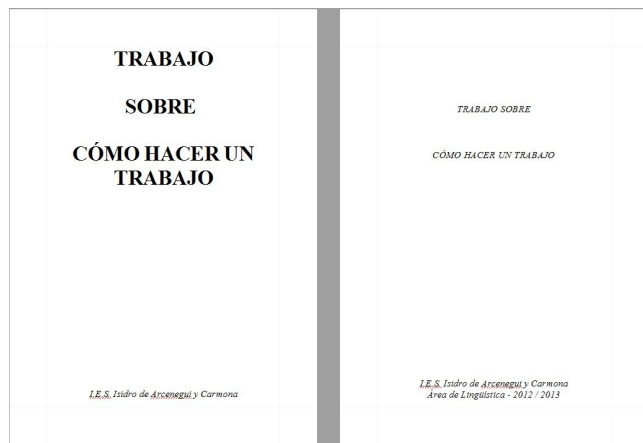 TRABAJO
SOBRE
CÓMO HACER UN
TRABAJO
I.E.S. Isidro de Arcenegui y Carmona
TRABAJO SOBRE
CÓMO HACER UN TRABAJO
I.E.S. Isidro de Arcenegui y Carmona
Área de Lingüística - 2012 / 2013